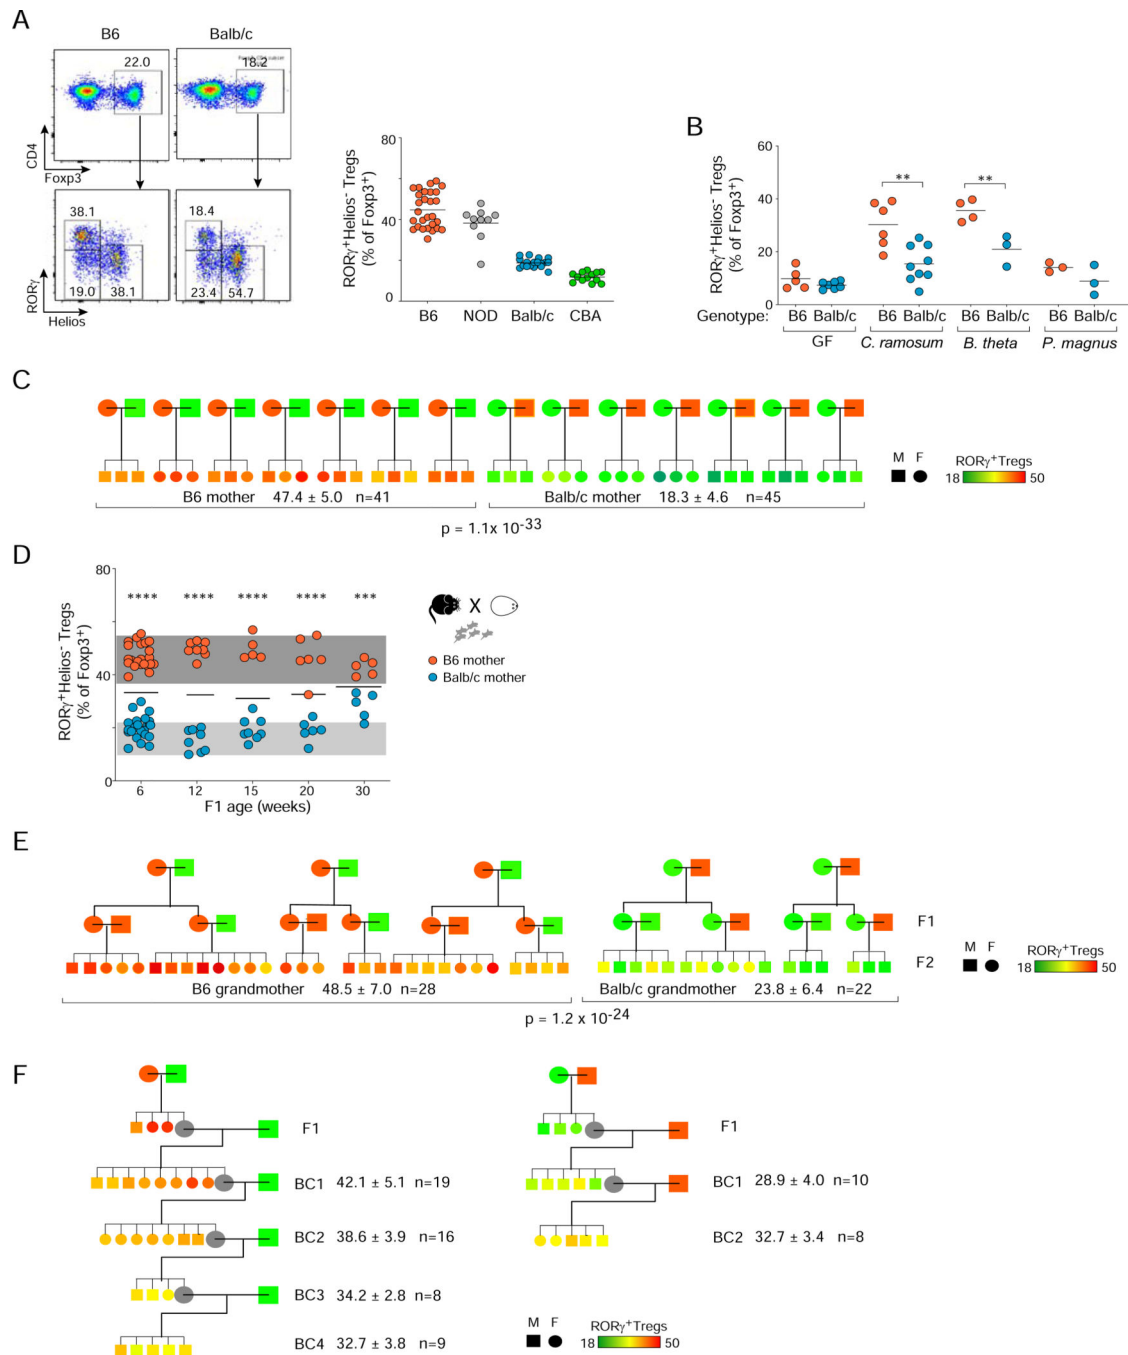 A
B6
Balb/c
22.0
18.2
CD4
Foxp3
38.1
18.4
19.0
38.1
23.4
54.7
RORγ
Helios
RORγ+Helios- Tregs
(% of Foxp3+)
80
40
0
B6
NOD
Balb/c
CBA
B
RORγ+Helios- Tregs
(% of Foxp3+)
60
40
20
0
**
**
Genotype:
B6 Balb/c B6 Balb/c B6 Balb/c B6 Balb/c
GF
C. ramosum
B. theta
P. magnus
C
B6 mother 47.4 ± 5.0 n=41
Balb/c mother 18.3 ± 4.6 n=45
p = 1.1x 10-33
M F
RORγ+Tregs
18 50
D
RORγ+Helios- Tregs
(% of Foxp3+)
80
40
0
**** **** **** **** ***
6 12 15 20 30
F1 age (weeks)
X
B6 mother
Balb/c mother
E
F1
F2
B6 grandmother 48.5 ± 7.0 n=28
Balb/c grandmother 23.8 ± 6.4 n=22
p = 1.2 x 10-24
M F
RORγ+Tregs
18 50
F
F1
BC1 42.1 ± 5.1 n=19
BC2 38.6 ± 3.9 n=16
BC3 34.2 ± 2.8 n=8
BC4 32.7 ± 3.8 n=9
F1
BC1 28.9 ± 4.0 n=10
BC2 32.7 ± 3.4 n=8
M F
RORγ+Tregs
18 50